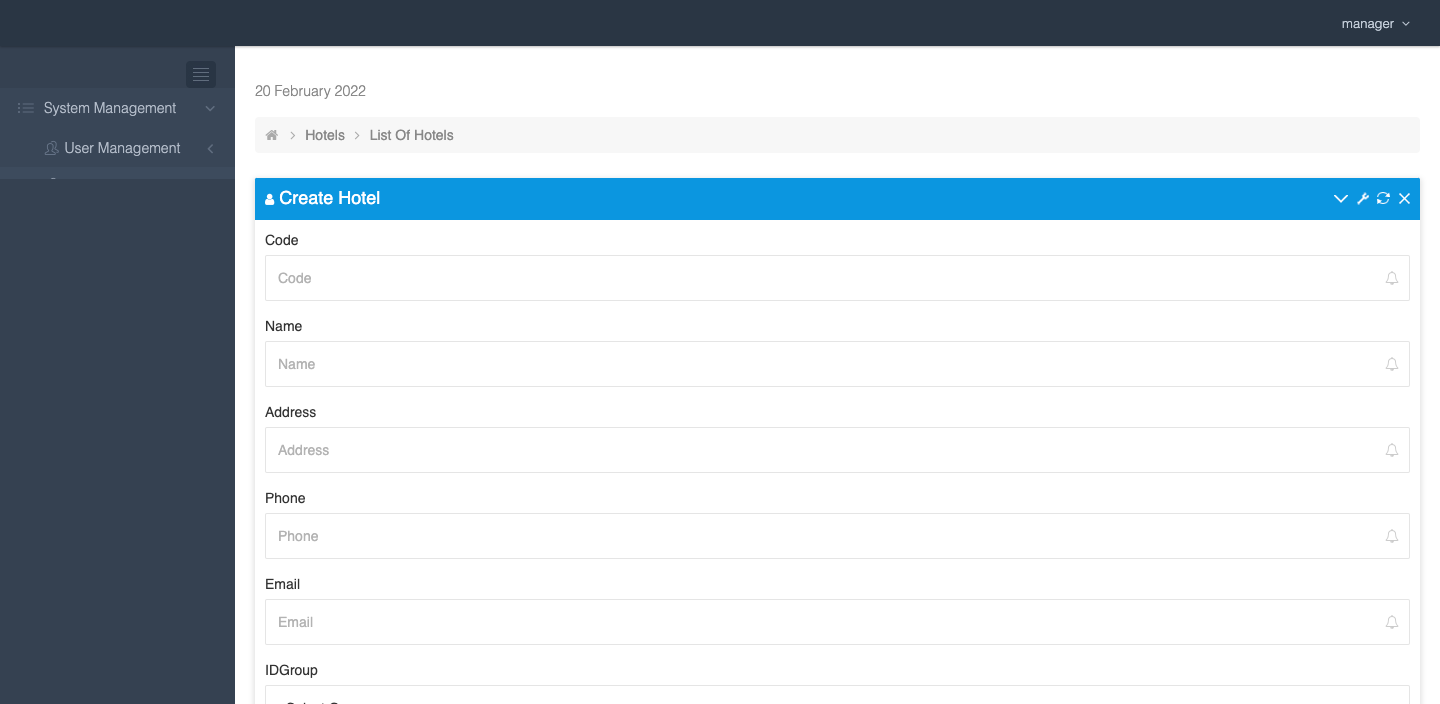 manager
System Management
User Management
20 February 2022
Hotels
List Of Hotels
Create Hotel
Code
Code
Name
Name
Address
Address
Phone
Phone
Email
Email
IDGroup